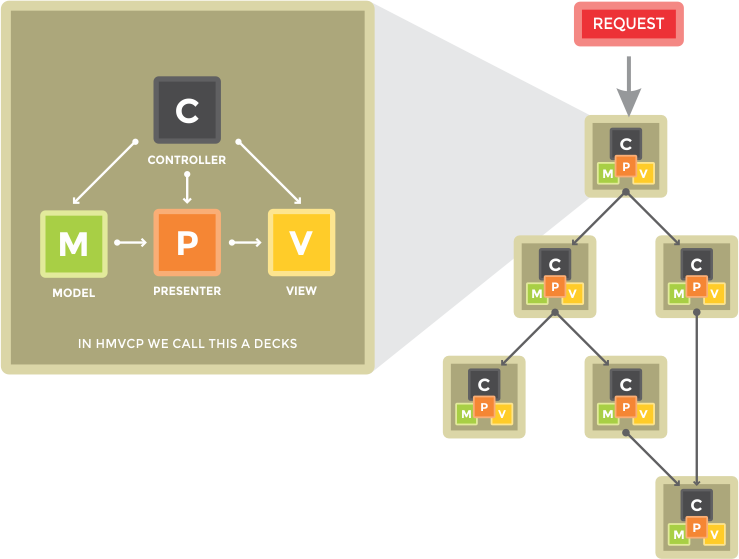 REQUEST
C
CONTROLLER
M P V
MODEL PRESENTER VIEW
IN HMVCP WE CALL THIS A DECKS
C
M P V
C
M P V
C
M P V
C
M P V
C
M P V
C
M P V